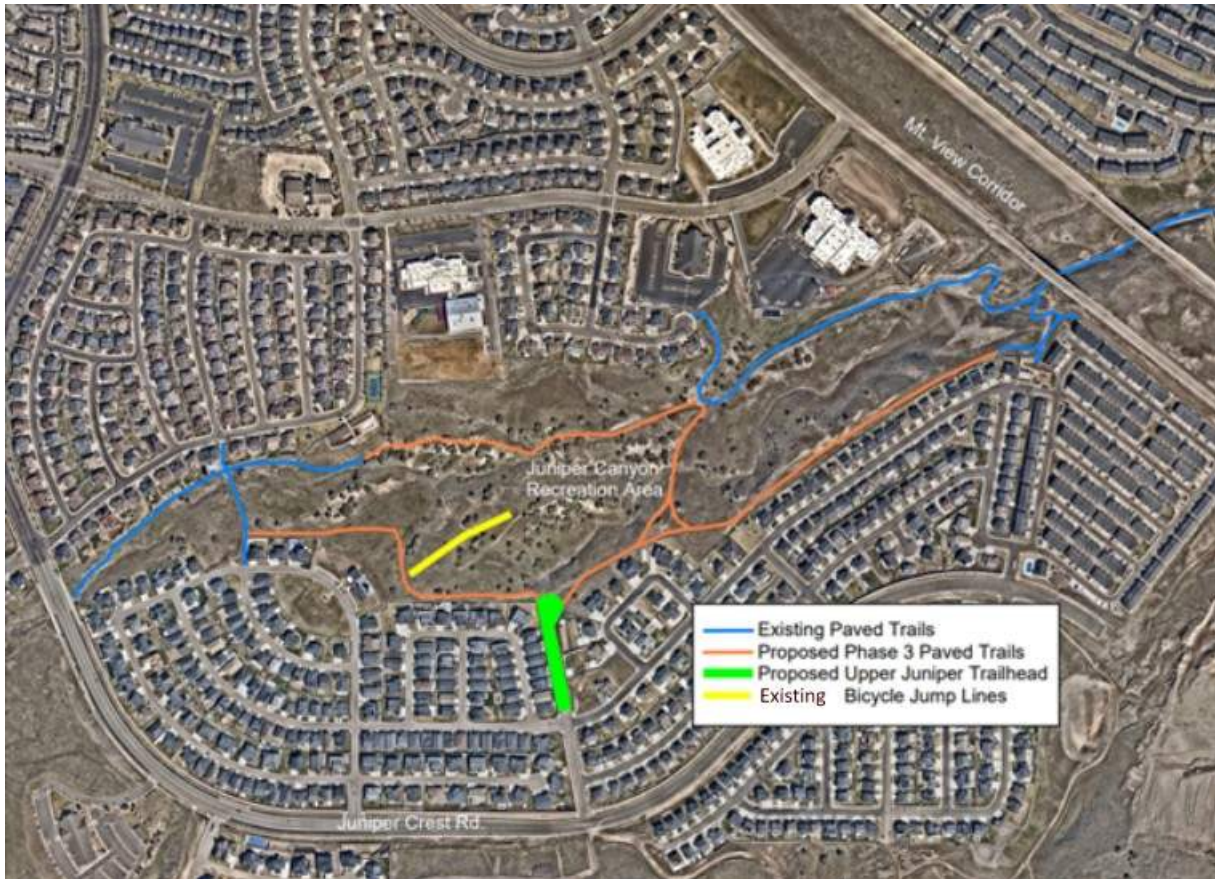 Mt. View Corridor
Juniper Canyon
Recreation Area
Existing Paved Trails
Proposed Phase 3 Paved Trails
Proposed Upper Juniper Trailhead
Existing Bicycle Jump Lines
Juniper Crest Rd.